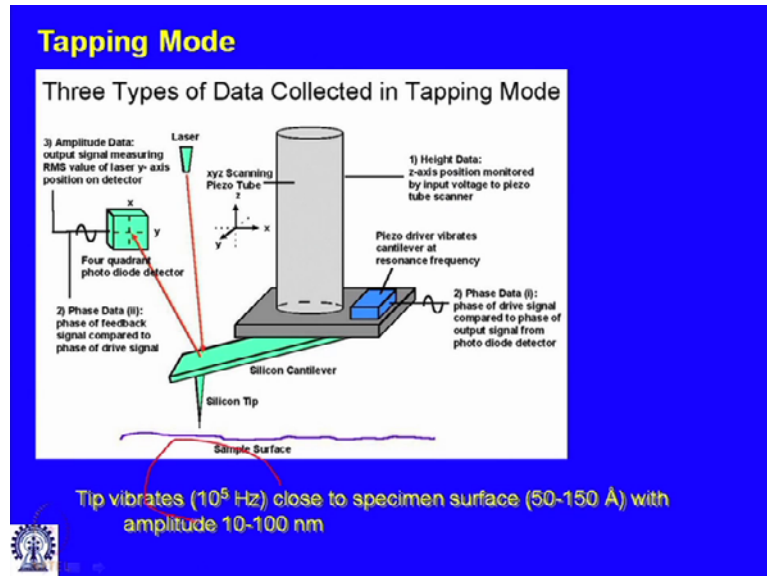 Tapping Mode
Three Types of Data Collected in Tapping Mode
3) Amplitude Data:
output signal measuring
RMS value of laser y- axis
position on detector
Laser
xyz Scanning
Piezo Tube
z
x
y
1) Height Data:
z-axis position monitored
by input voltage to piezo
tube scanner
x
y
Four quadrant
photo diode detector
Piezo driver vibrates
cantilever at
resonance frequency
2) Phase Data (ii):
phase of feedback
signal compared to
phase of drive signal
2) Phase Data (i):
phase of drive signal
compared to phase of
output signal from
photo diode detector
Silicon Cantilever
Silicon Tip
Sample Surface
Tip vibrates (10⁵ Hz) close to specimen surface (50-150 Å) with
amplitude 10-100 nm